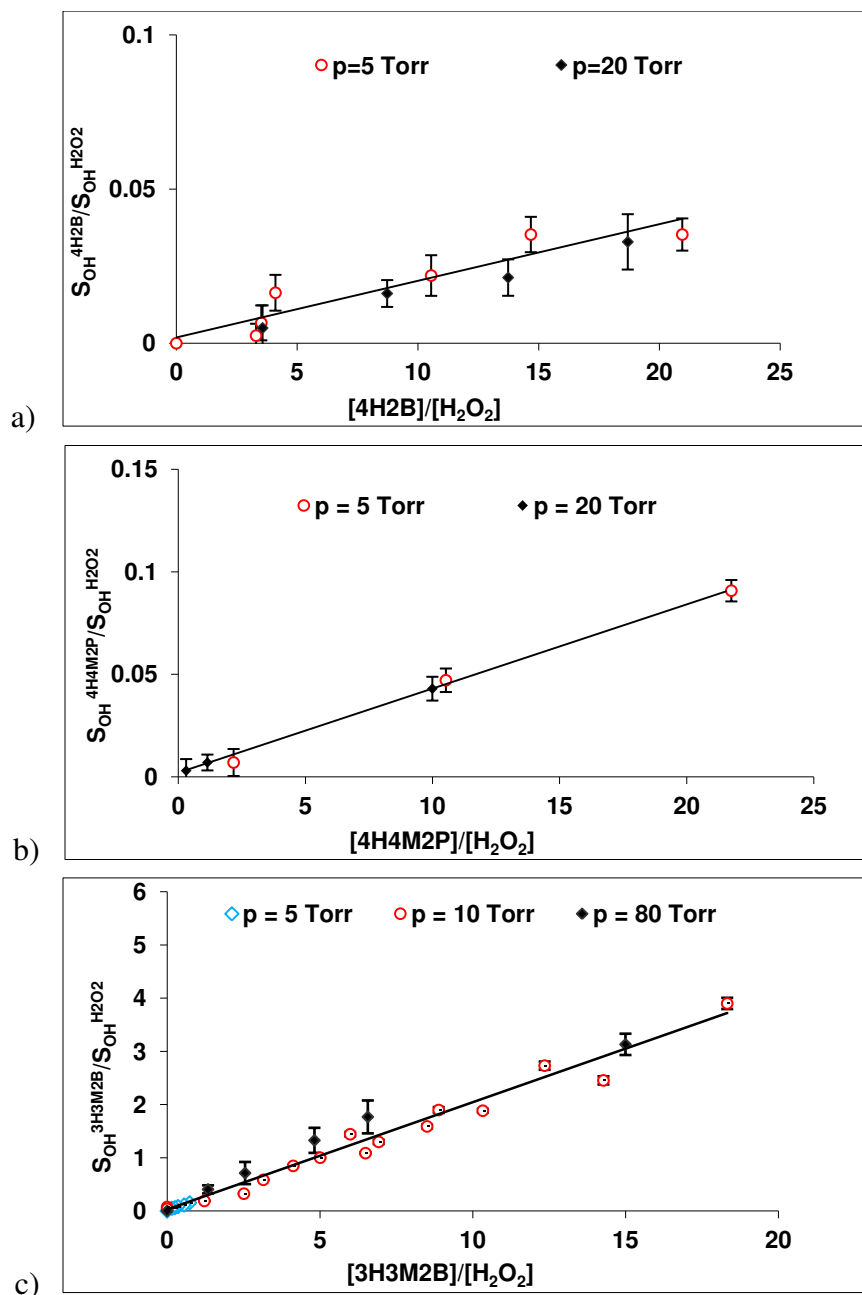 0.1
p=5 Torr p=20 Torr
S_OH^4H2B/S_OH^H2O2
0.05
0
0 5 10 15 20 25
[4H2B]/[H₂O₂]
a)
0.15
p = 5 Torr p = 20 Torr
S_OH^4H4M2P/S_OH^H2O2
0.1
0.05
0
0 5 10 15 20 25
[4H4M2P]/[H₂O₂]
b)
6
p = 5 Torr p = 10 Torr p = 80 Torr
5
S_OH^3H3M2B/S_OH^H2O2
4
3
2
1
0
0 5 10 15 20
[3H3M2B]/[H₂O₂]
c)